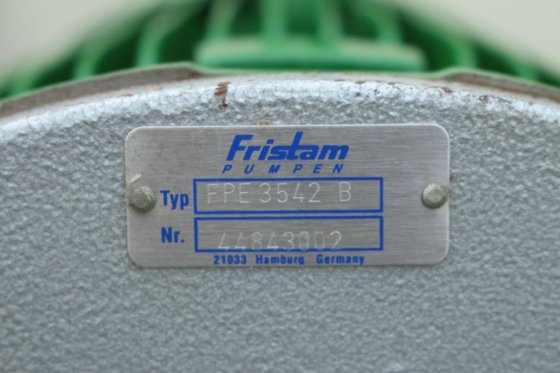 Fristam
PUMPEN
Typ FPE 3542 B
Nr. 44843002
21033 Hamburg Germany